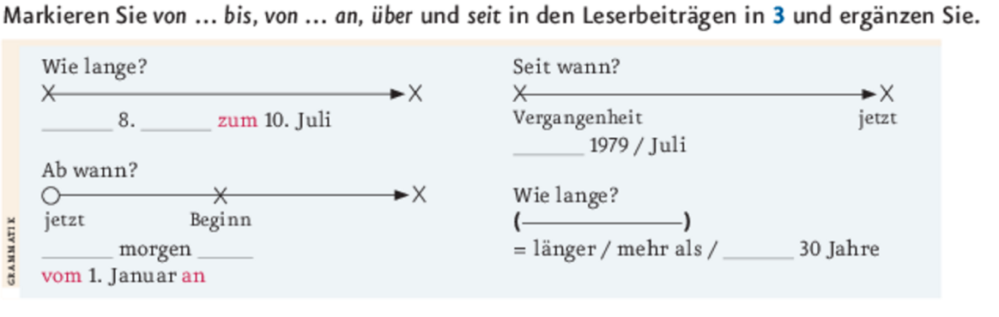 Markieren Sie von ... bis, von ... an, über und seit in den Leserbeiträgen in 3 und ergänzen Sie.
Wie lange?
X X
______ 8. ______ zum 10. Juli
Ab wann?
X X
jetzt Beginn
______ morgen _____
vom 1. Januar an
Seit wann?
X X
Vergangenheit jetzt
______ 1979 / Juli
Wie lange?
( )
= länger / mehr als / ______ 30 Jahre
GRAMMATIK